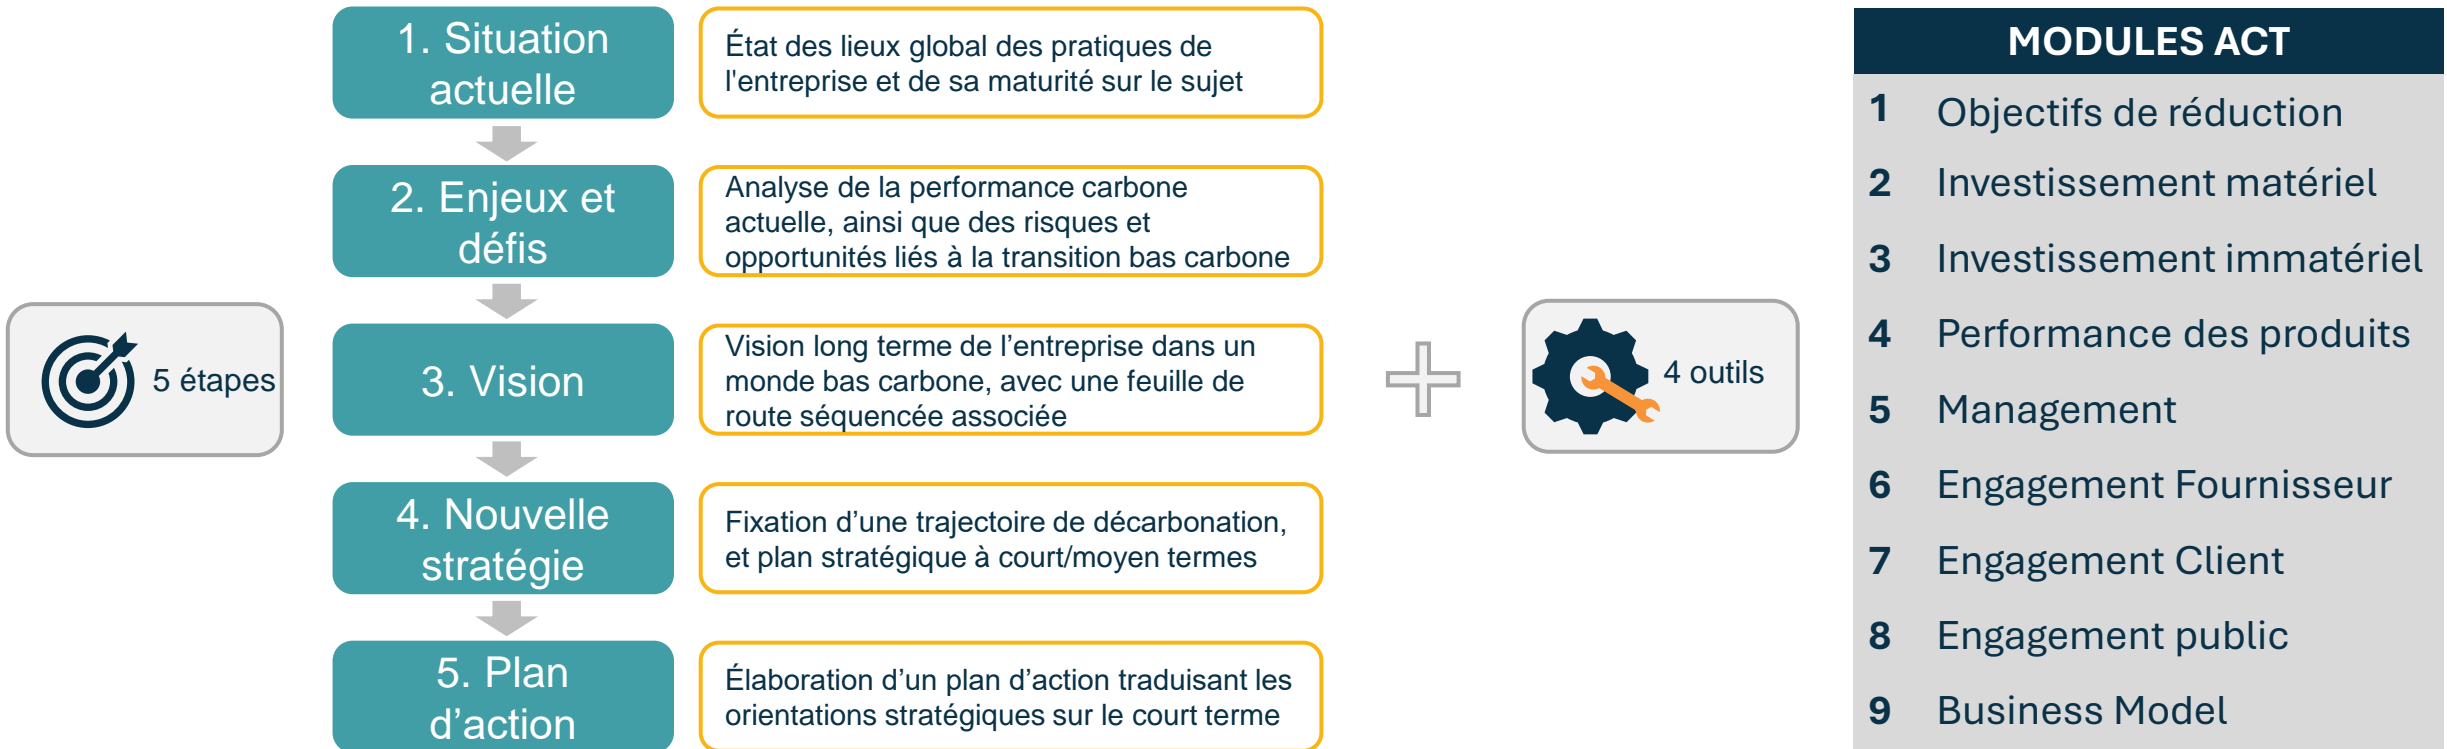 5 étapes
1. Situation
actuelle
État des lieux global des pratiques de
l'entreprise et de sa maturité sur le sujet
2. Enjeux et
défis
Analyse de la performance carbone
actuelle, ainsi que des risques et
opportunités liés à la transition bas carbone
3. Vision
Vision long terme de l’entreprise dans un
monde bas carbone, avec une feuille de
route séquencée associée
4. Nouvelle
stratégie
Fixation d’une trajectoire de décarbonation,
et plan stratégique à court/moyen termes
5. Plan
d’action
Élaboration d’un plan d’action traduisant les
orientations stratégiques sur le court terme
4 outils
MODULES ACT
1 Objectifs de réduction
2 Investissement matériel
3 Investissement immatériel
4 Performance des produits
5 Management
6 Engagement Fournisseur
7 Engagement Client
8 Engagement public
9 Business Model